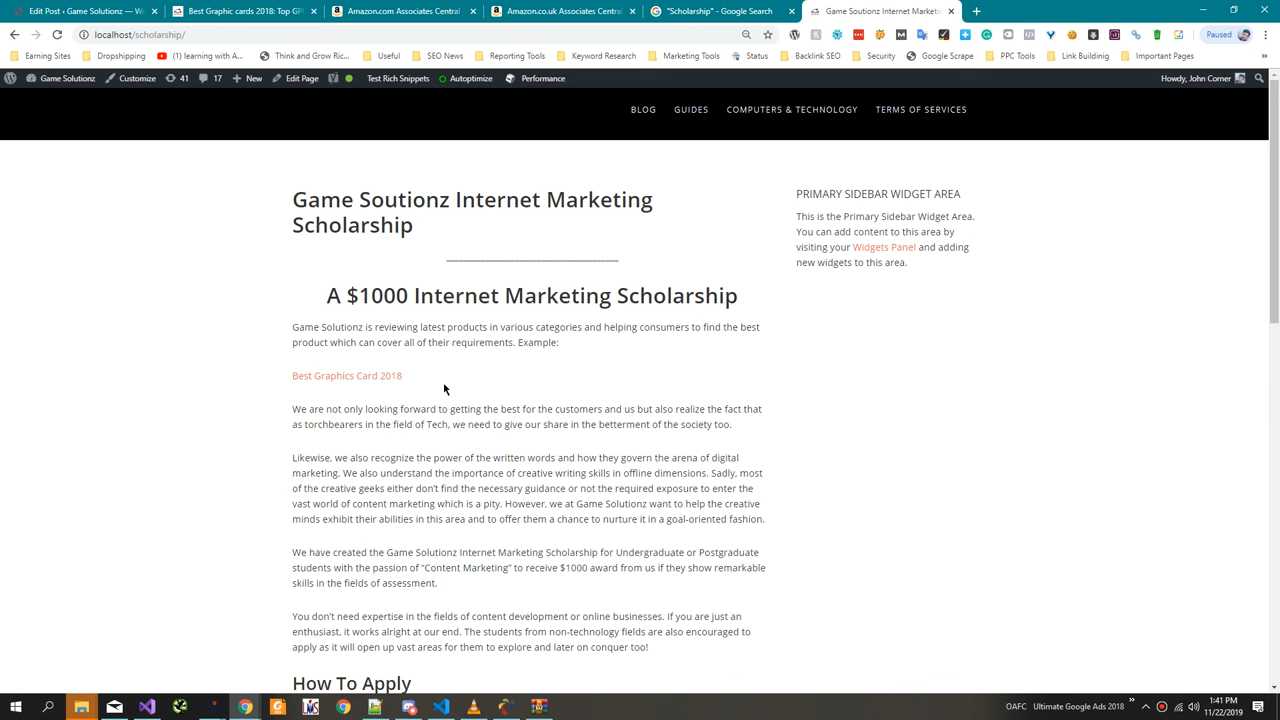 Edit Post ‹ Game Solutionz — Wo
Best Graphic cards 2018: Top GPU
Amazon.com Associates Central
Amazon.co.uk Associates Central
"Scholarship" - Google Search
Game Soutionz Internet Marketi
localhost/scholarship/
Paused
Earning Sites
Dropshipping
(1) learning with A...
Think and Grow Ric...
Useful
SEO News
Reporting Tools
Keyword Research
Marketing Tools
Status
Backlink SEO
Security
Google Scrape
PPC Tools
Link Buildinig
Important Pages
Game Solutionz
Customize
41
17
New
Edit Page
Test Rich Snippets
Autoptimize
Performance
Howdy, John Corner
BLOG
GUIDES
COMPUTERS & TECHNOLOGY
TERMS OF SERVICES
Game Soutionz Internet Marketing
Scholarship
PRIMARY SIDEBAR WIDGET AREA
This is the Primary Sidebar Widget Area.
You can add content to this area by
visiting your Widgets Panel and adding
new widgets to this area.
A $1000 Internet Marketing Scholarship
Game Solutionz is reviewing latest products in various categories and helping consumers to find the best
product which can cover all of their requirements. Example:
Best Graphics Card 2018
We are not only looking forward to getting the best for the customers and us but also realize the fact that
as torchbearers in the field of Tech, we need to give our share in the betterment of the society too.
Likewise, we also recognize the power of the written words and how they govern the arena of digital
marketing. We also understand the importance of creative writing skills in offline dimensions. Sadly, most
of the creative geeks either don't find the necessary guidance or not the required exposure to enter the
vast world of content marketing which is a pity. However, we at Game Solutionz want to help the creative
minds exhibit their abilities in this area and to offer them a chance to nurture it in a goal-oriented fashion.
We have created the Game Solutionz Internet Marketing Scholarship for Undergraduate or Postgraduate
students with the passion of “Content Marketing” to receive $1000 award from us if they show remarkable
skills in the fields of assessment.
You don't need expertise in the fields of content development or online businesses. If you are just an
enthusiast, it works alright at our end. The students from non-technology fields are also encouraged to
apply as it will open up vast areas for them to explore and later on conquer too!
How To Apply
OAFC
Ultimate Google Ads 2018
1:41 PM
11/22/2019